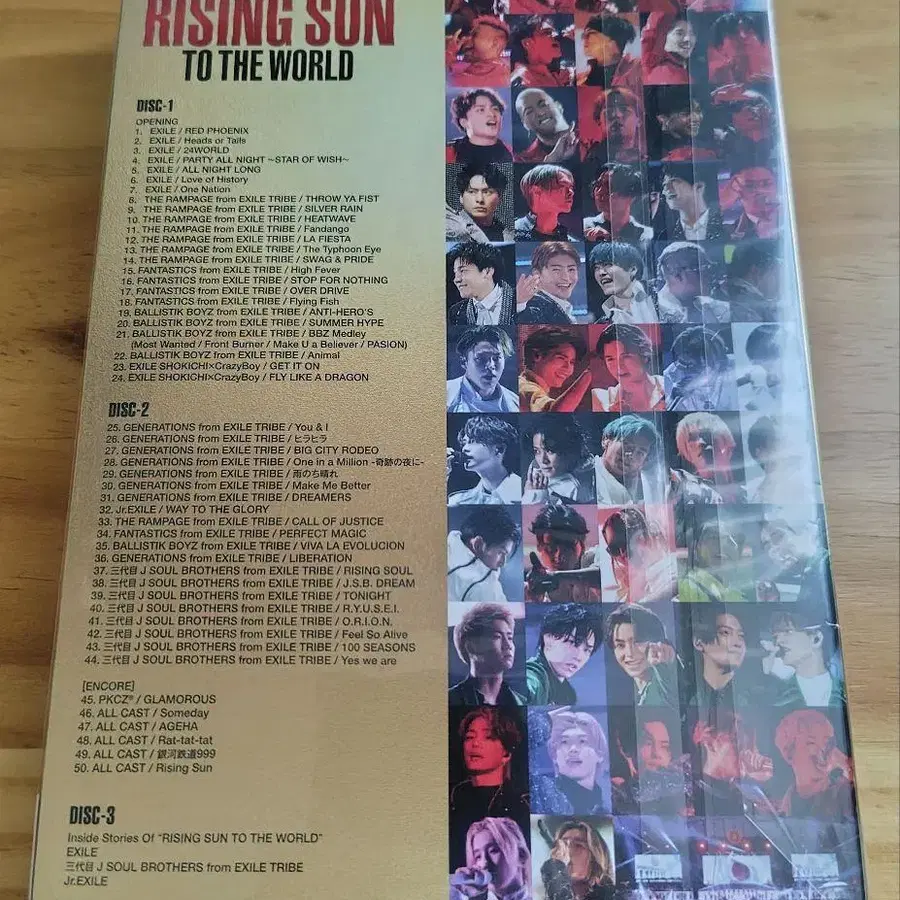 RISING SUN
TO THE WORLD
DISC-1
OPENING
1. EXILE / RED PHOENIX
2. EXILE / Heads or Tails
3. EXILE / 24WORLD
4. EXILE / PARTY ALL NIGHT ～STAR OF WISH～
5. EXILE / ALL NIGHT LONG
6. EXILE / Love of History
7. EXILE / One Nation
8. THE RAMPAGE from EXILE TRIBE / THROW YA FIST
9. THE RAMPAGE from EXILE TRIBE / SILVER RAIN
10. THE RAMPAGE from EXILE TRIBE / HEATWAVE
11. THE RAMPAGE from EXILE TRIBE / Fandango
12. THE RAMPAGE from EXILE TRIBE / LA FIESTA
13. THE RAMPAGE from EXILE TRIBE / The Typhoon Eye
14. THE RAMPAGE from EXILE TRIBE / SWAG & PRIDE
15. FANTASTICS from EXILE TRIBE / High Fever
16. FANTASTICS from EXILE TRIBE / STOP FOR NOTHING
17. FANTASTICS from EXILE TRIBE / OVER DRIVE
18. FANTASTICS from EXILE TRIBE / Flying Fish
19. BALLISTIK BOYZ from EXILE TRIBE / ANTI-HERO'S
20. BALLISTIK BOYZ from EXILE TRIBE / SUMMER HYPE
21. BALLISTIK BOYZ from EXILE TRIBE / BBZ Medley
(Most Wanted / Front Burner / Make U a Believer / PASION)
22. BALLISTIK BOYZ from EXILE TRIBE / Animal
23. EXILE SHOKICHI×CrazyBoy / GET IT ON
24. EXILE SHOKICHI×CrazyBoy / FLY LIKE A DRAGON
DISC-2
25. GENERATIONS from EXILE TRIBE / You & I
26. GENERATIONS from EXILE TRIBE / ヒラヒラ
27. GENERATIONS from EXILE TRIBE / BIG CITY RODEO
28. GENERATIONS from EXILE TRIBE / One in a Million -奇跡の夜に-
29. GENERATIONS from EXILE TRIBE / 雨のち晴れ
30. GENERATIONS from EXILE TRIBE / Make Me Better
31. GENERATIONS from EXILE TRIBE / DREAMERS
32. Jr.EXILE / WAY TO THE GLORY
33. THE RAMPAGE from EXILE TRIBE / CALL OF JUSTICE
34. FANTASTICS from EXILE TRIBE / PERFECT MAGIC
35. BALLISTIK BOYZ from EXILE TRIBE / VIVA LA EVOLUCION
36. GENERATIONS from EXILE TRIBE / LIBERATION
37. 三代目 J SOUL BROTHERS from EXILE TRIBE / RISING SOUL
38. 三代目 J SOUL BROTHERS from EXILE TRIBE / J.S.B. DREAM
39. 三代目 J SOUL BROTHERS from EXILE TRIBE / TONIGHT
40. 三代目 J SOUL BROTHERS from EXILE TRIBE / R.Y.U.S.E.I.
41. 三代目 J SOUL BROTHERS from EXILE TRIBE / O.R.I.O.N.
42. 三代目 J SOUL BROTHERS from EXILE TRIBE / Feel So Alive
43. 三代目 J SOUL BROTHERS from EXILE TRIBE / 100 SEASONS
44. 三代目 J SOUL BROTHERS from EXILE TRIBE / Yes we are
[ENCORE]
45. PKCZ® / GLAMOROUS
46. ALL CAST / Someday
47. ALL CAST / AGEHA
48. ALL CAST / Rat-tat-tat
49. ALL CAST / 銀河鉄道999
50. ALL CAST / Rising Sun
DISC-3
Inside Stories Of "RISING SUN TO THE WORLD"
EXILE
三代目 J SOUL BROTHERS from EXILE TRIBE
Jr.EXILE